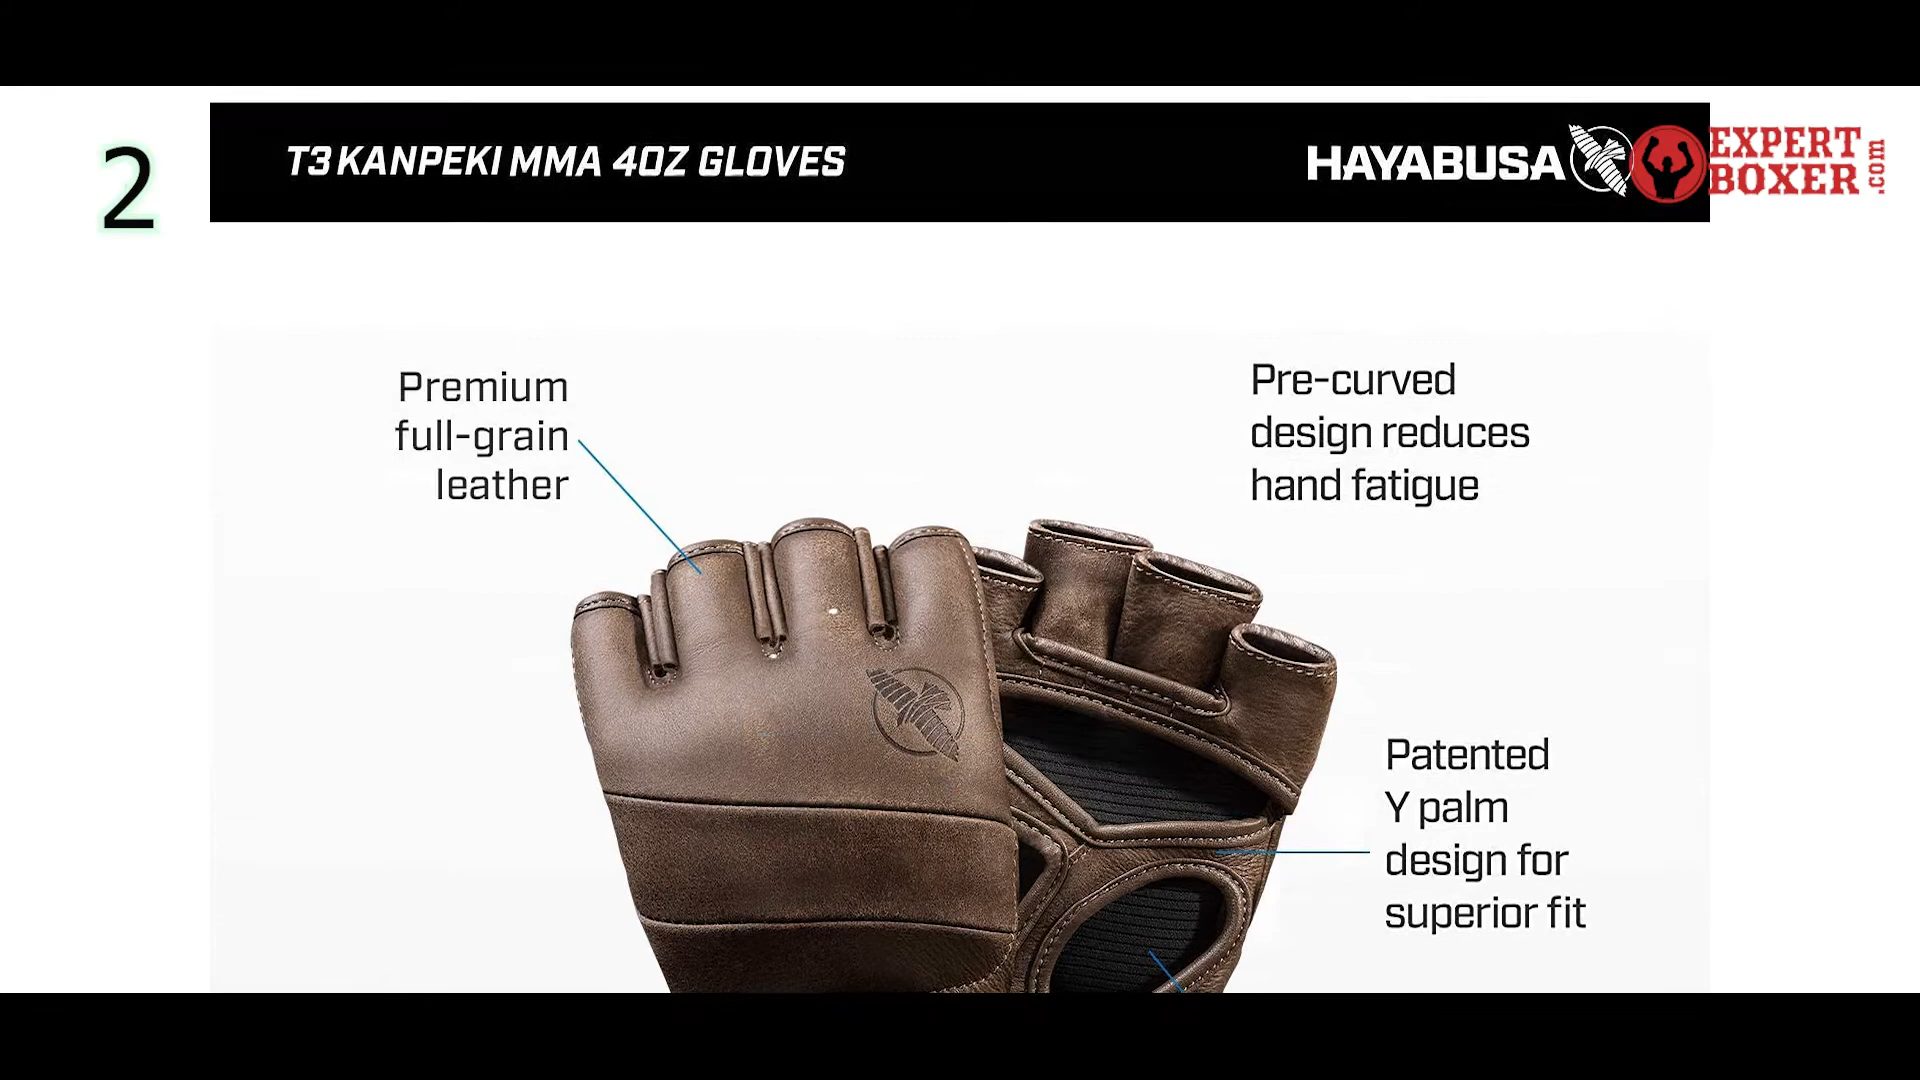 2
T3 KANPEKI MMA 4OZ GLOVES
HAYABUSA
EXPERT
BOXER
.com
Premium
full-grain
leather
Pre-curved
design reduces
hand fatigue
Patented
Y palm
design for
superior fit